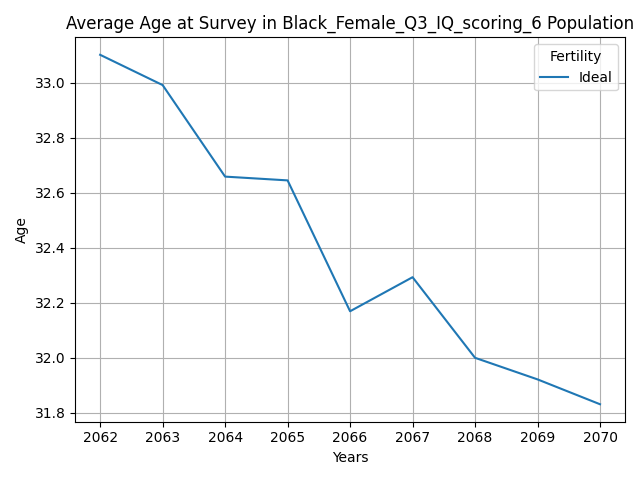 Average Age at Survey in Black_Female_Q3_IQ_scoring_6 Population
Fertility
Ideal
Age
33.0
32.8
32.6
32.4
32.2
32.0
31.8
2062 2063 2064 2065 2066 2067 2068 2069 2070
Years